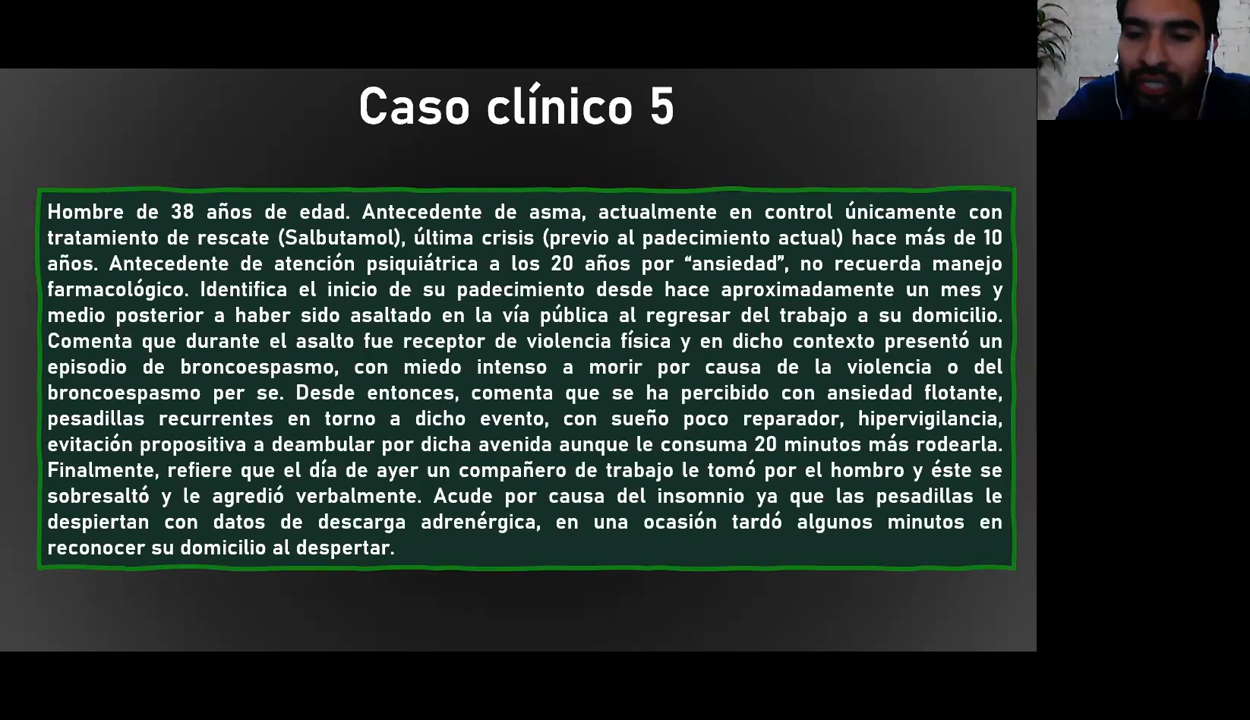 Caso clínico 5
Hombre de 38 años de edad. Antecedente de asma, actualmente en control únicamente con
tratamiento de rescate (Salbutamol), última crisis (previo al padecimiento actual) hace más de 10
años. Antecedente de atención psiquiátrica a los 20 años por “ansiedad”, no recuerda manejo
farmacológico. Identifica el inicio de su padecimiento desde hace aproximadamente un mes y
medio posterior a haber sido asaltado en la vía pública al regresar del trabajo a su domicilio.
Comenta que durante el asalto fue receptor de violencia física y en dicho contexto presentó un
episodio de broncoespasmo, con miedo intenso a morir por causa de la violencia o del
broncoespasmo per se. Desde entonces, comenta que se ha percibido con ansiedad flotante,
pesadillas recurrentes en torno a dicho evento, con sueño poco reparador, hipervigilancia,
evitación propositiva a deambular por dicha avenida aunque le consuma 20 minutos más rodearla.
Finalmente, refiere que el día de ayer un compañero de trabajo le tomó por el hombro y éste se
sobresaltó y le agredió verbalmente. Acude por causa del insomnio ya que las pesadillas le
despiertan con datos de descarga adrenérgica, en una ocasión tardó algunos minutos en
reconocer su domicilio al despertar.